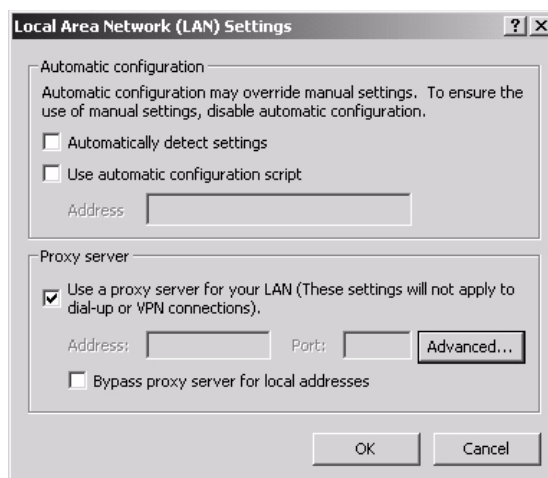 Local Area Network (LAN) Settings
Automatic configuration
Automatic configuration may override manual settings. To ensure the
use of manual settings, disable automatic configuration.
Automatically detect settings
Use automatic configuration script
Address
Proxy server
Use a proxy server for your LAN (These settings will not apply to
dial-up or VPN connections).
Address: Port: Advanced...
Bypass proxy server for local addresses
OK Cancel